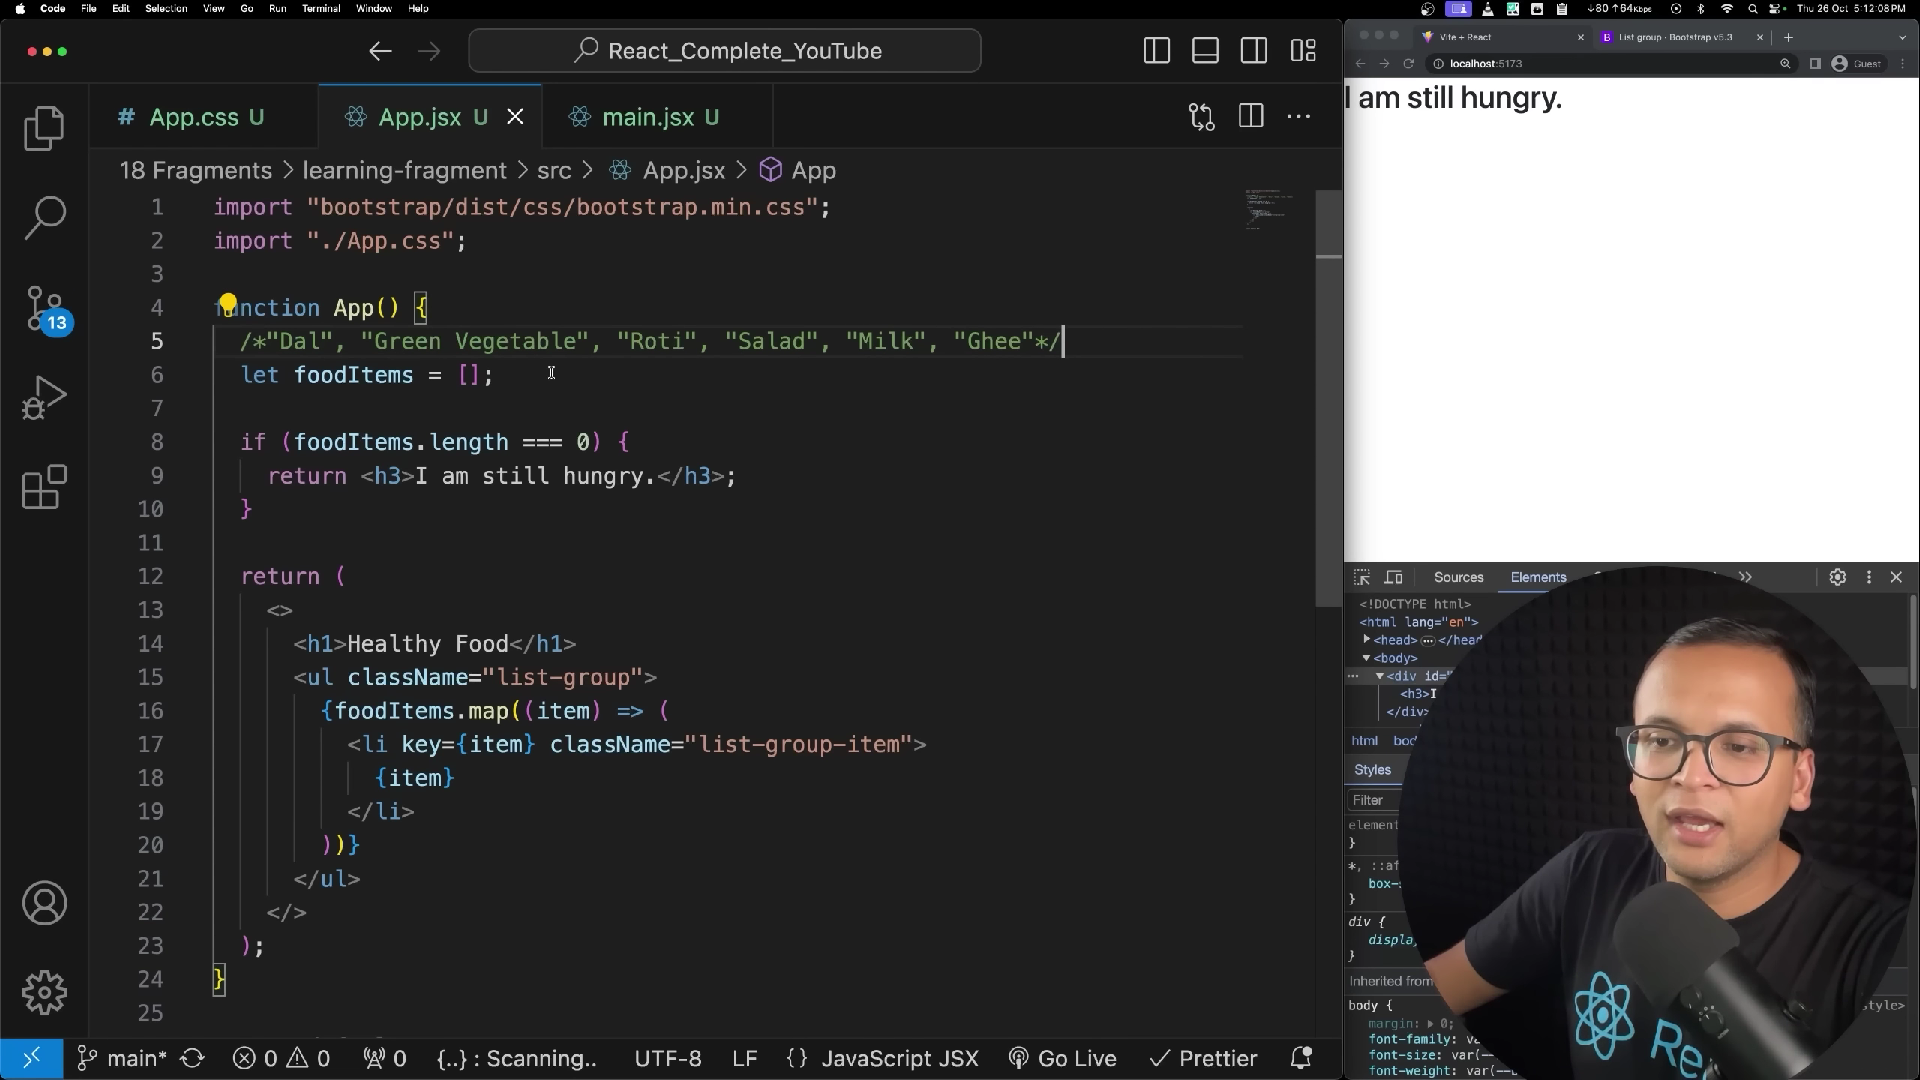 Code File Edit Selection View Go Run Terminal Window Help
↓80 ↑64Kbps Thu 26 Oct 5:12:08 PM
React_Complete_YouTube
# App.css U App.jsx U main.jsx U
18 Fragments > learning-fragment > src > App.jsx > App
1 import "bootstrap/dist/css/bootstrap.min.css";
2 import "./App.css";
3
4 function App() {
5 /*"Dal", "Green Vegetable", "Roti", "Salad", "Milk", "Ghee"*/
6 let foodItems = [];
7
8 if (foodItems.length === 0) {
9 return <h3>I am still hungry.</h3>;
10 }
11
12 return (
13 <>
14 <h1>Healthy Food</h1>
15 <ul className="list-group">
16 {foodItems.map((item) => (
17 <li key={item} className="list-group-item">
18 {item}
19 </li>
20 ))}
21 </ul>
22 </>
23 );
24 }
25
13
main* 0 0 0 {..} : Scanning.. UTF-8 LF {} JavaScript JSX Go Live Prettier
Vite + React List group · Bootstrap v5.3
localhost:5173 Guest
I am still hungry.
Sources Elements
<!DOCTYPE html>
<html lang="en">
<head> </head
<body>
<div id="
<h3>I
</div>
html bod
Styles
Filter
element
}
*, ::af
box-s
}
div {
display
}
Inherited from
body { style>
margin: 0;
font-family: va
font-size: var(--
font-weight: var(--
Re